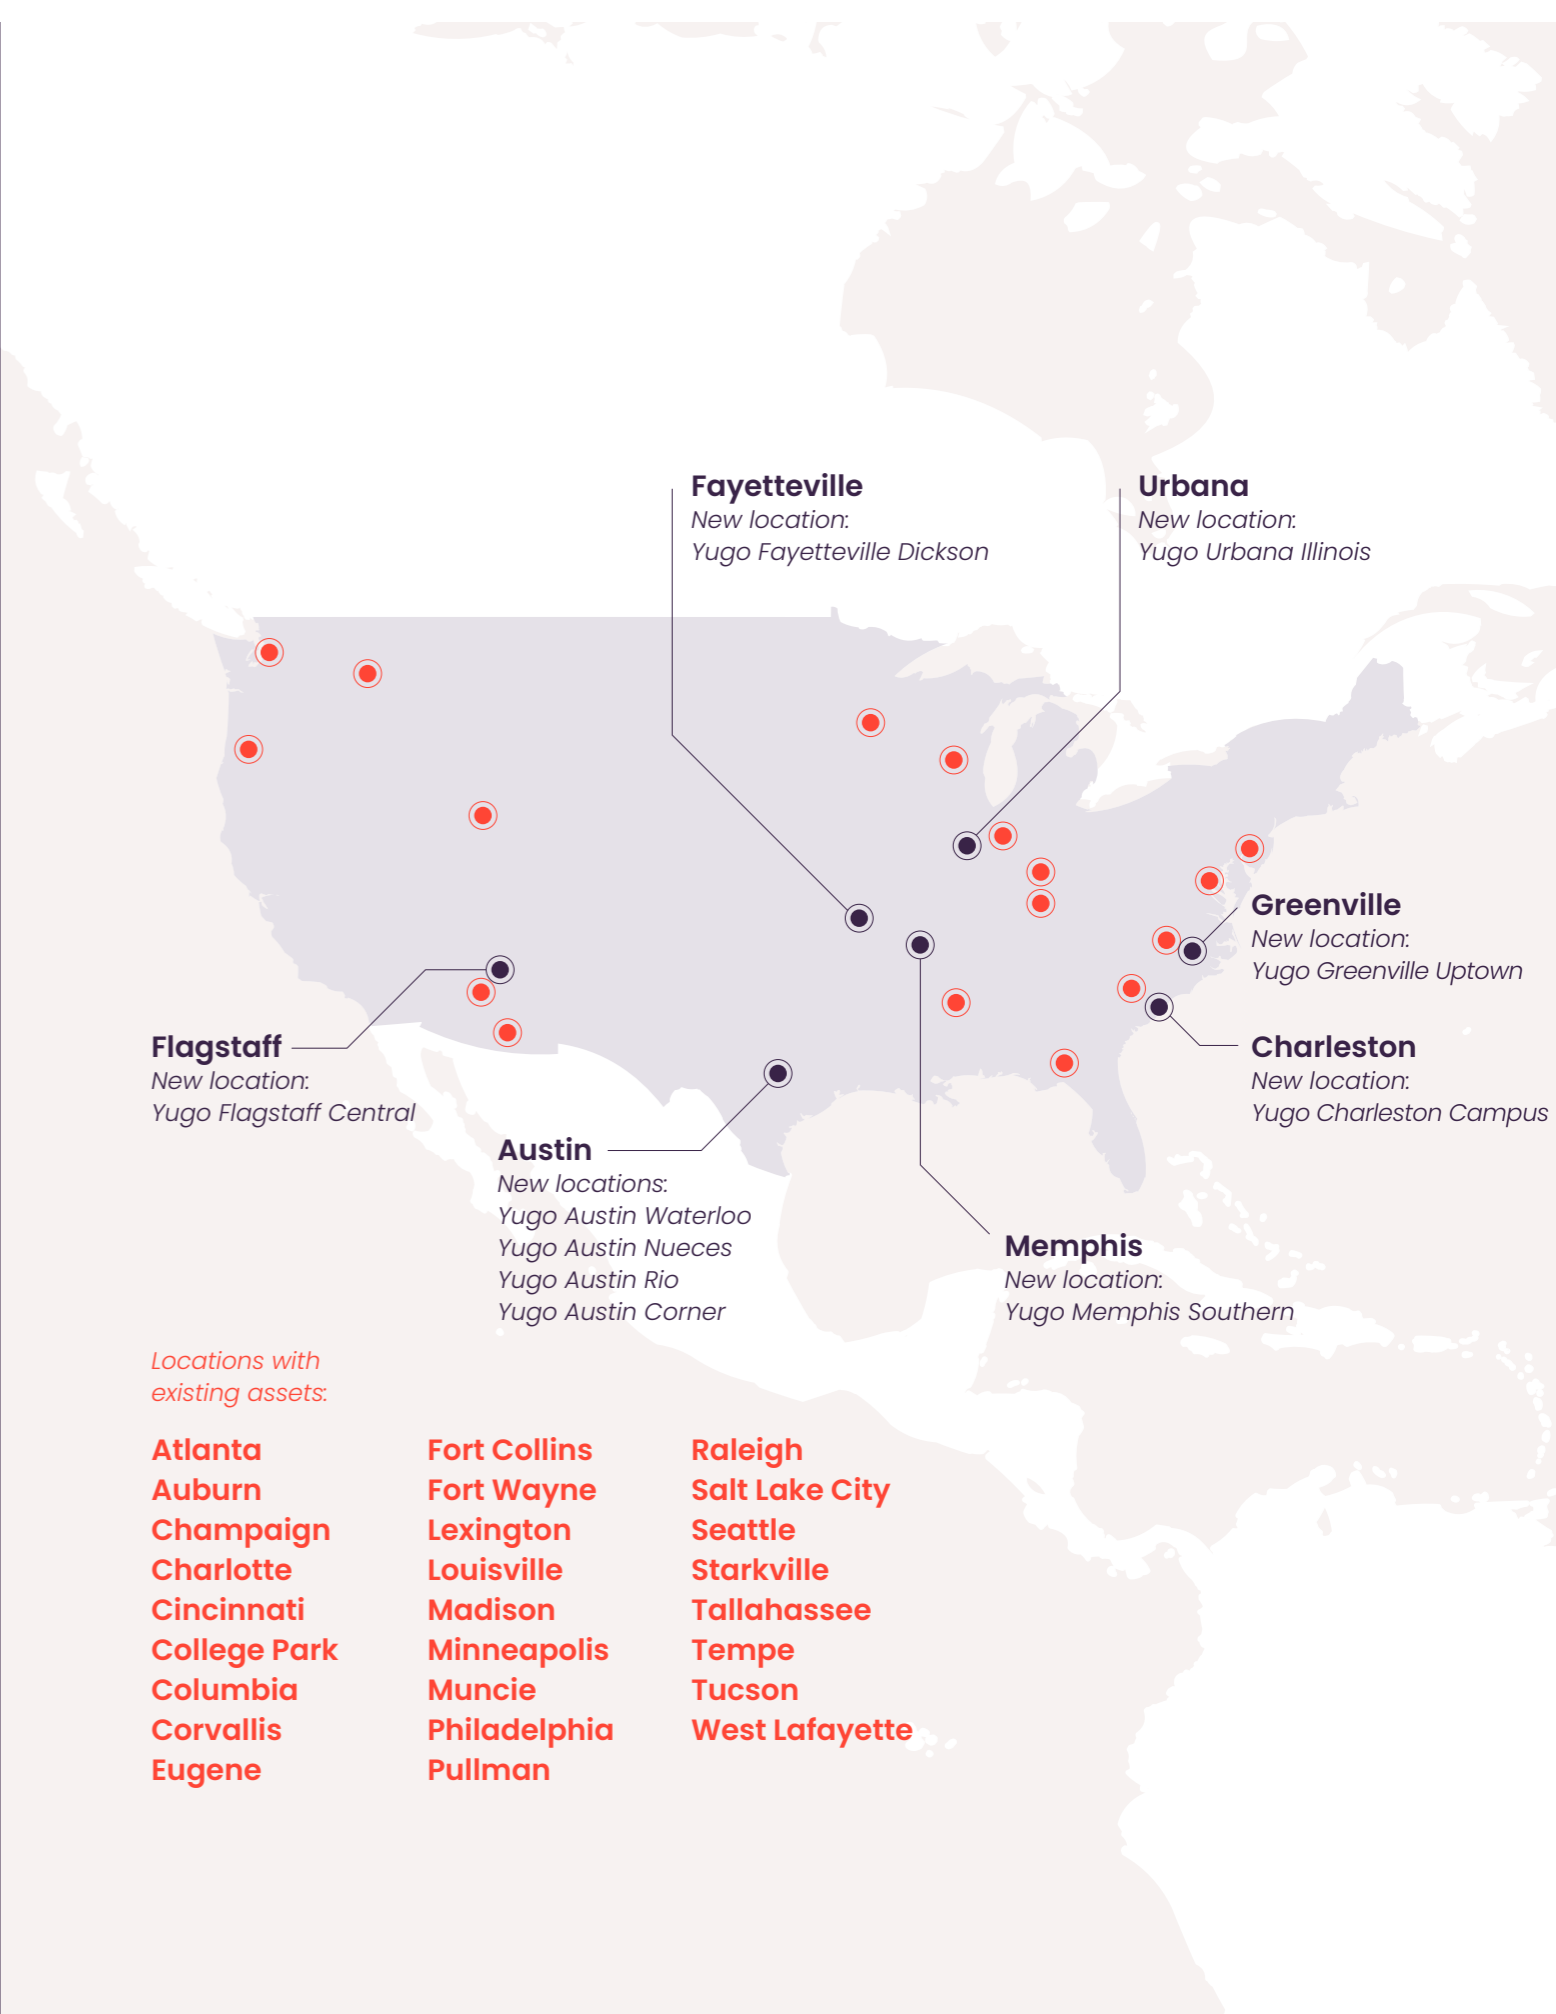 Fayetteville
New location:
Yugo Fayetteville Dickson
Urbana
New location:
Yugo Urbana Illinois
Greenville
New location:
Yugo Greenville Uptown
Flagstaff
New location:
Yugo Flagstaff Central
Charleston
New location:
Yugo Charleston Campus
Austin
New locations:
Yugo Austin Waterloo
Yugo Austin Nueces
Yugo Austin Rio
Yugo Austin Corner
Memphis
New location:
Yugo Memphis Southern
Locations with
existing assets:
Atlanta
Auburn
Champaign
Charlotte
Cincinnati
College Park
Columbia
Corvallis
Eugene
Fort Collins
Fort Wayne
Lexington
Louisville
Madison
Minneapolis
Muncie
Philadelphia
Pullman
Raleigh
Salt Lake City
Seattle
Starkville
Tallahassee
Tempe
Tucson
West Lafayette